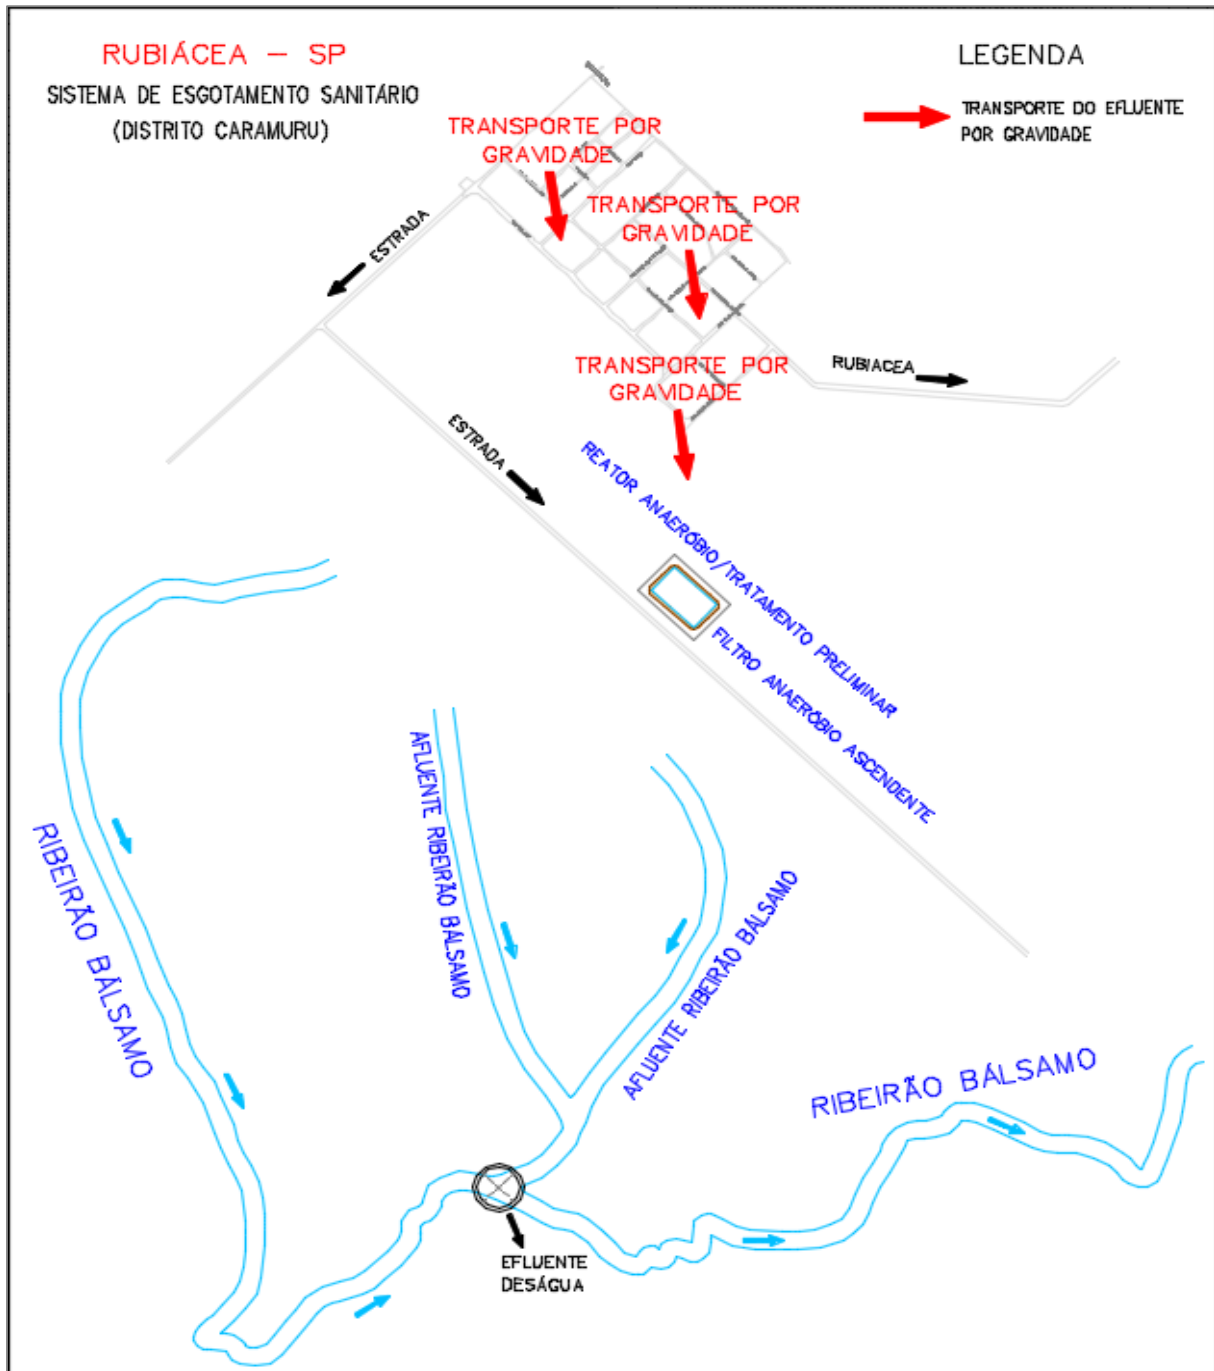 RUBIÁCEA – SP
SISTEMA DE ESGOTAMENTO SANITÁRIO
(DISTRITO CARAMURU)
LEGENDA
TRANSPORTE DO EFLUENTE
POR GRAVIDADE
TRANSPORTE POR
GRAVIDADE
TRANSPORTE POR
GRAVIDADE
ESTRADA
TRANSPORTE POR
GRAVIDADE
RUBIACEA
ESTRADA
REATOR ANAERÓBIO/TRATAMENTO PRELIMINAR
FILTRO ANAERÓBIO ASCENDENTE
AFLUENTE RIBEIRÃO BÁLSAMO
RIBEIRÃO BÁLSAMO
AFLUENTE RIBEIRÃO BÁLSAMO
RIBEIRÃO BÁLSAMO
EFLUENTE
DESÁGUA